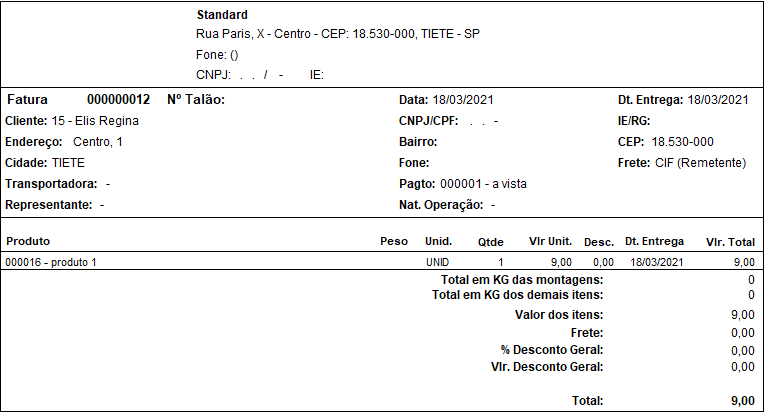 Standard
Rua Paris, X - Centro - CEP: 18.530-000, TIETE - SP
Fone: ()
CNPJ: . . / - IE:
Fatura 000000012 Nº Talão: Data: 18/03/2021 Dt. Entrega: 18/03/2021
Cliente: 15 - Elis Regina CNPJ/CPF: . . - IE/RG:
Endereço: Centro, 1 Bairro: CEP: 18.530-000
Cidade: TIETE Fone: Frete: CIF (Remetente)
Transportadora: - Pagto: 000001 - a vista
Representante: - Nat. Operação: -
Produto Peso Unid. Qtde Vlr Unit. Desc. Dt. Entrega Vlr. Total
000016 - produto 1 UNID 1 9,00 0,00 18/03/2021 9,00
Total em KG das montagens: 0
Total em KG dos demais itens: 0
Valor dos itens: 9,00
Frete: 0,00
% Desconto Geral: 0,00
Vlr. Desconto Geral: 0,00
Total: 9,00